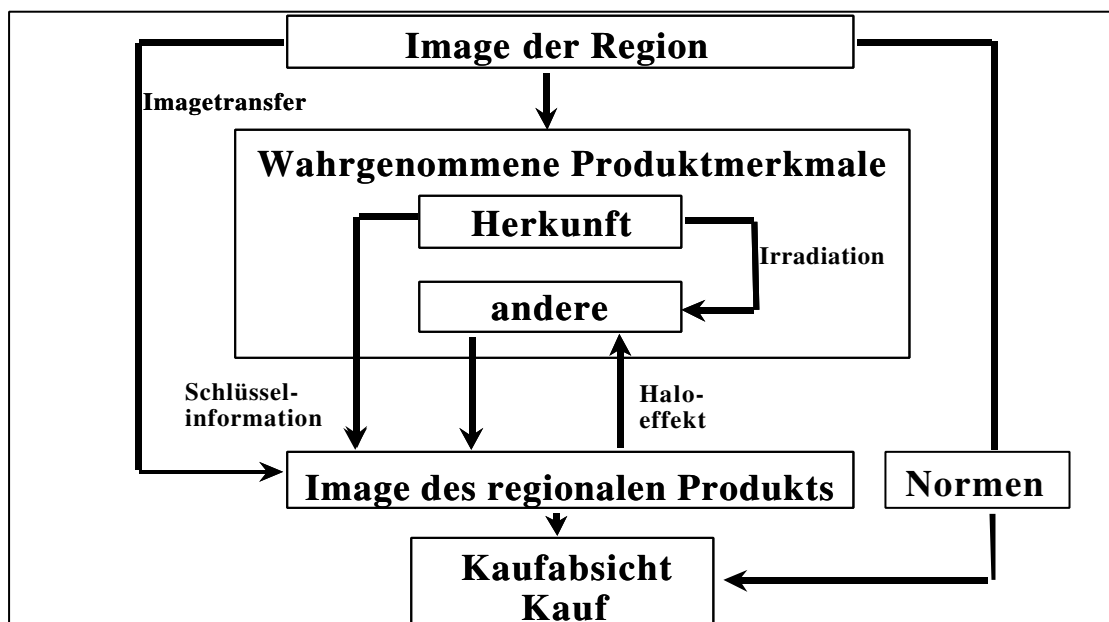 Image der Region
Imagetransfer
Wahrgenommene Produktmerkmale
Herkunft
Irradiation
andere
Schlüssel-
information
Halo-
effekt
Image des regionalen Produkts
Normen
Kaufabsicht
Kauf